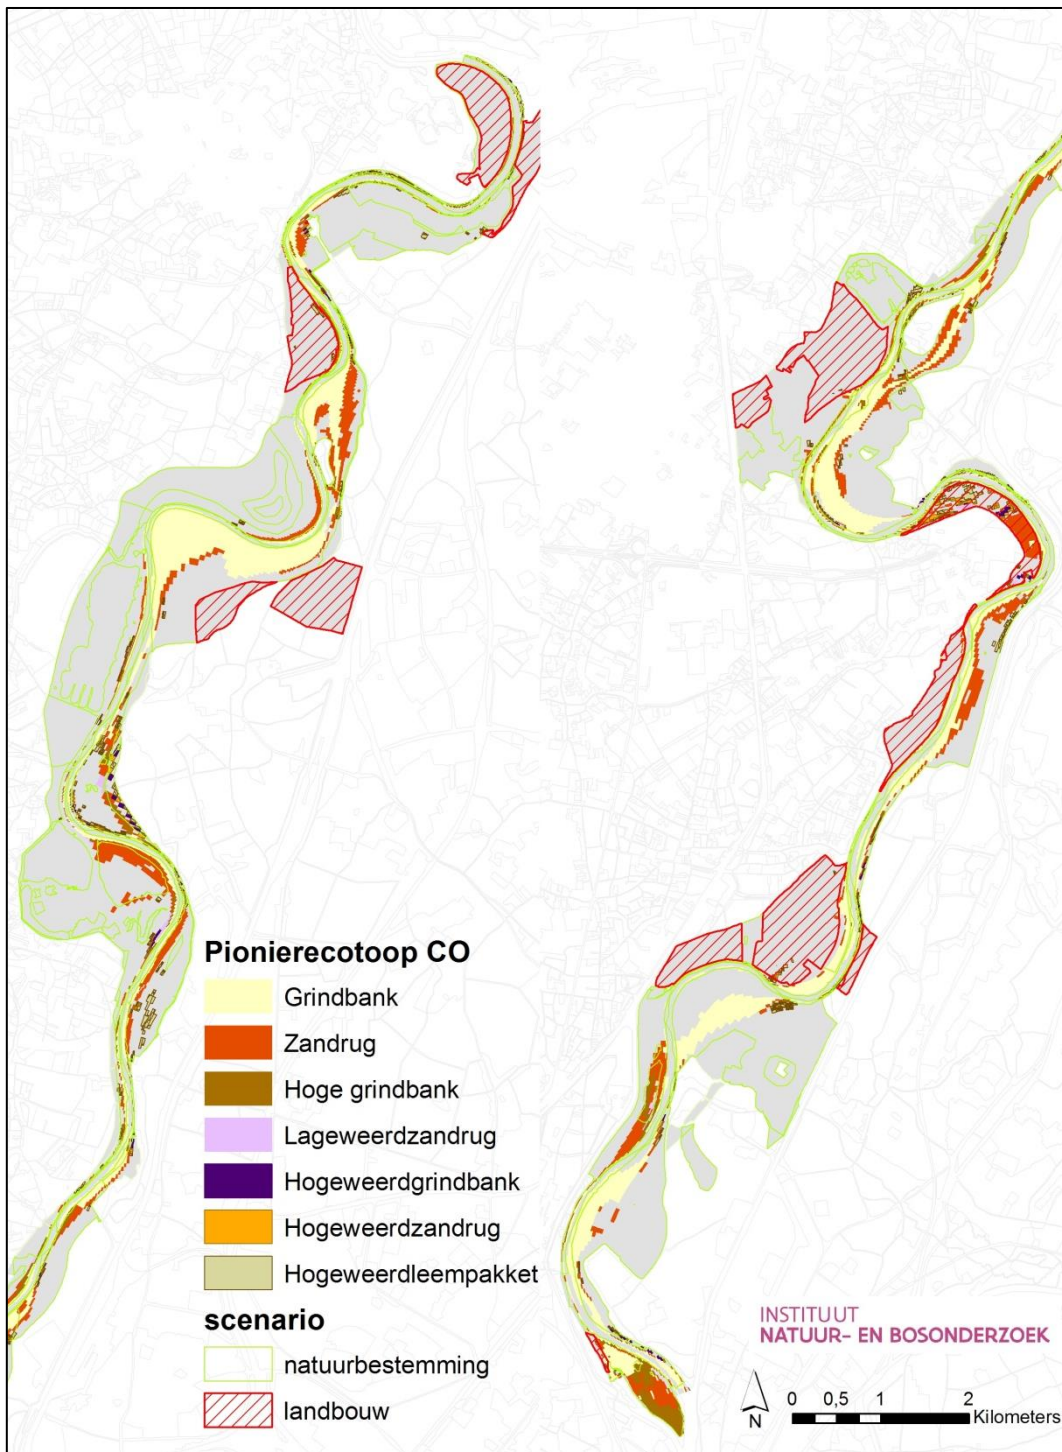 Pionierecotoop CO
Grindbank
Zandrug
Hoge grindbank
Lageweerdzandrug
Hogeweerdgrindbank
Hogeweerdzandrug
Hogeweerdleempakket
scenario
natuurbestemming
landbouw
INSTITUUT
NATUUR- EN BOSONDERZOEK
N
0 0,5 1 2
Kilometers